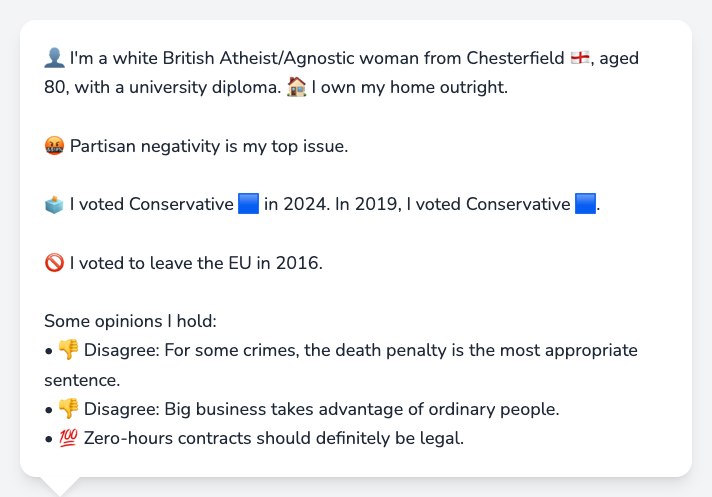 👤 I'm a white British Atheist/Agnostic woman from Chesterfield 🏴󠁧󠁢󠁥󠁮󠁧󠁿, aged
80, with a university diploma. 🏠 I own my home outright.
🤬 Partisan negativity is my top issue.
🗳️ I voted Conservative 🟦 in 2024. In 2019, I voted Conservative 🟦.
🚫 I voted to leave the EU in 2016.
Some opinions I hold:
• 👎 Disagree: For some crimes, the death penalty is the most appropriate
sentence.
• 👎 Disagree: Big business takes advantage of ordinary people.
• 💯 Zero-hours contracts should definitely be legal.